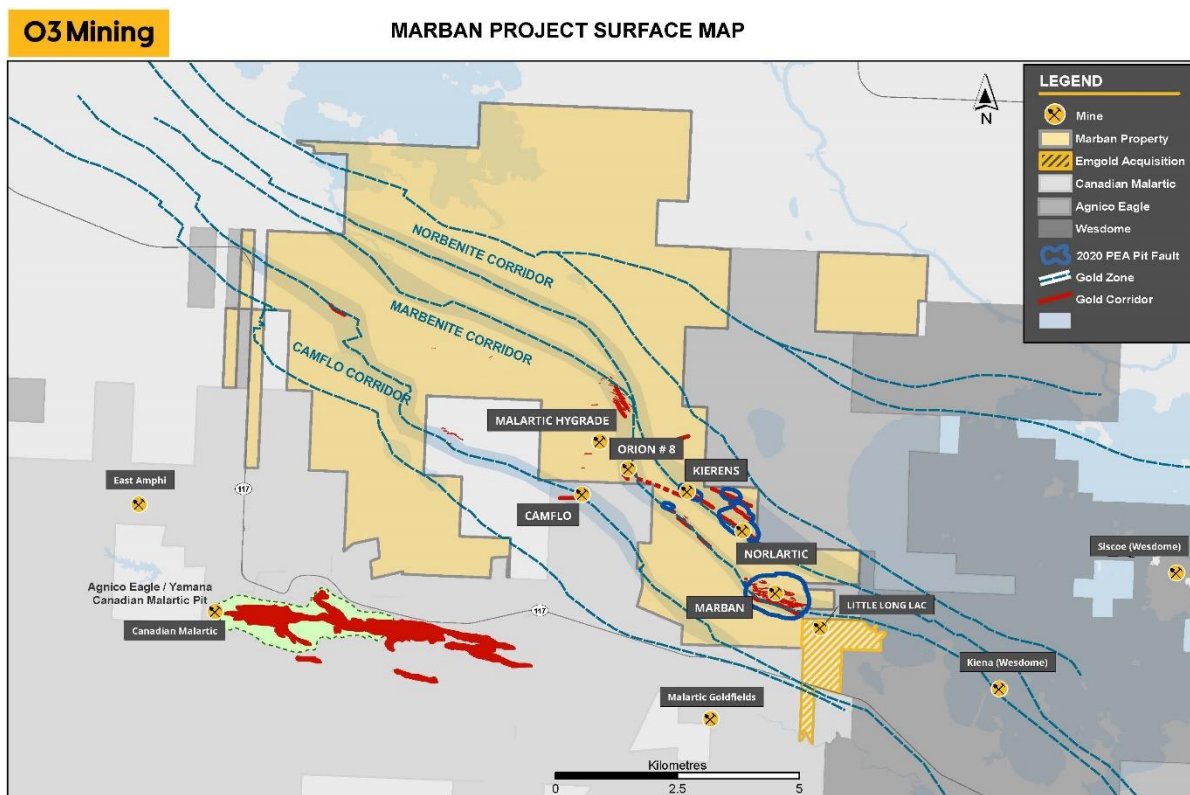 O3 Mining
MARBAN PROJECT SURFACE MAP
N
LEGEND
Mine
Marban Property
Emgold Acquisition
Canadian Malartic
Agnico Eagle
Wesdome
2020 PEA Pit Fault
Gold Zone
Gold Corridor
NORBENITE CORRIDOR
MARBENITE CORRIDOR
CAMFLO CORRIDOR
MALARTIC HYGRADE
ORION # 8
KIERENS
East Amphi
117
CAMFLO
NORLARTIC
Siscoe (Wesdome)
Agnico Eagle / Yamana
Canadian Malartic Pit
Canadian Malartic
117
MARBAN
LITTLE LONG LAC
Kiena (Wesdome)
Malartic Goldfields
Kilometres
0 2.5 5